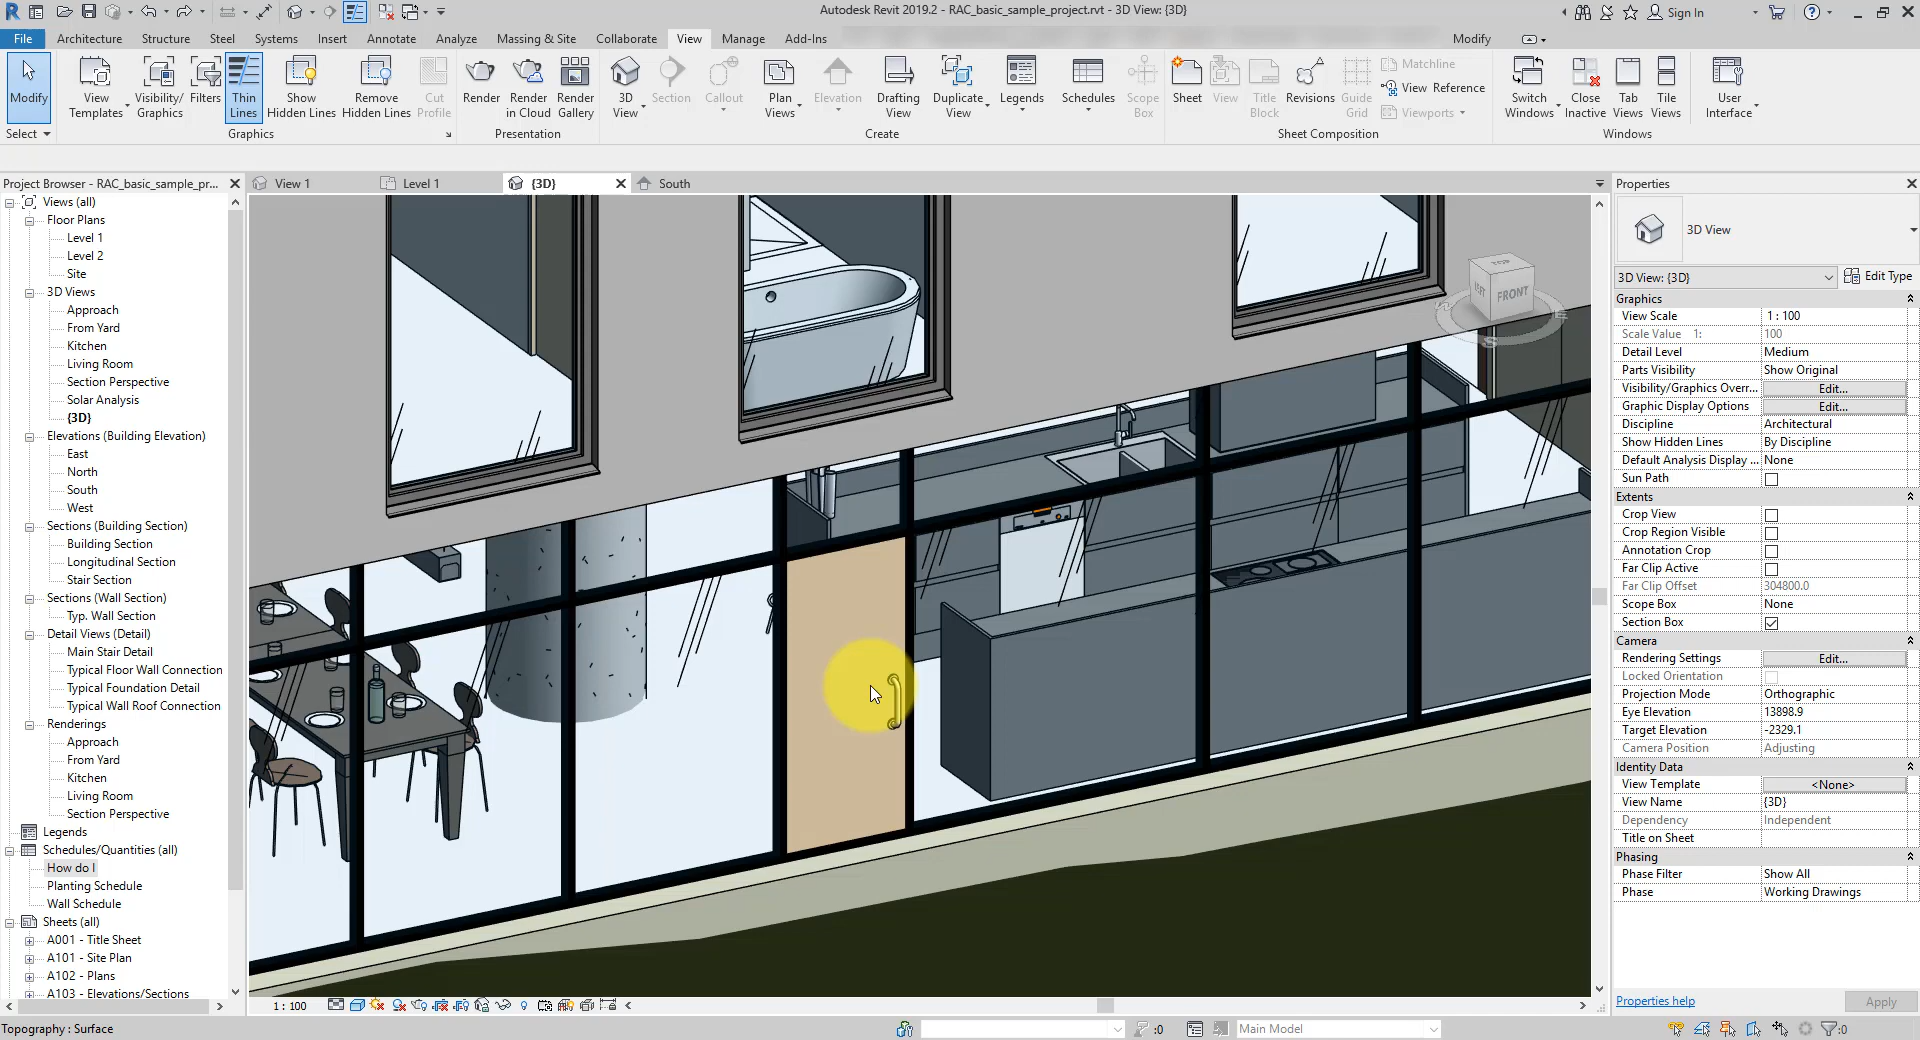 Autodesk Revit 2019.2 - RAC_basic_sample_project.rvt - 3D View: {3D}
Sign In
File Architecture Structure Steel Systems Insert Annotate Analyze Massing & Site Collaborate View Manage Add-Ins Modify
Modify
View Templates
Visibility/ Graphics
Filters
Thin Lines
Show Hidden Lines
Remove Hidden Lines
Cut Profile
Render
Render in Cloud
Render Gallery
3D View
Section
Callout
Plan Views
Elevation
Drafting View
Duplicate View
Legends
Schedules
Scope Box
Sheet
View
Title Block
Revisions
Guide Grid
Matchline
View Reference
Viewports
Switch Windows
Close Inactive
Tab Views
Tile Views
User Interface
Select
Graphics
Presentation
Create
Sheet Composition
Windows
Project Browser - RAC_basic_sample_pr...
Views (all)
Floor Plans
Level 1
Level 2
Site
3D Views
Approach
From Yard
Kitchen
Living Room
Section Perspective
Solar Analysis
{3D}
Elevations (Building Elevation)
East
North
South
West
Sections (Building Section)
Building Section
Longitudinal Section
Stair Section
Sections (Wall Section)
Typ. Wall Section
Detail Views (Detail)
Main Stair Detail
Typical Floor Wall Connection
Typical Foundation Detail
Typical Wall Roof Connection
Renderings
Approach
From Yard
Kitchen
Living Room
Section Perspective
Legends
Schedules/Quantities (all)
How do I
Planting Schedule
Wall Schedule
Sheets (all)
A001 - Title Sheet
A101 - Site Plan
A102 - Plans
A103 - Elevations/Sections
View 1
Level 1
{3D}
South
TOP
LEFT
FRONT
W
S
E
1 : 100
Properties
3D View
3D View: {3D}
Edit Type
Graphics
View Scale 1 : 100
Scale Value 1: 100
Detail Level Medium
Parts Visibility Show Original
Visibility/Graphics Overr... Edit...
Graphic Display Options Edit...
Discipline Architectural
Show Hidden Lines By Discipline
Default Analysis Display ... None
Sun Path
Extents
Crop View
Crop Region Visible
Annotation Crop
Far Clip Active
Far Clip Offset 304800.0
Scope Box None
Section Box
Camera
Rendering Settings Edit...
Locked Orientation
Projection Mode Orthographic
Eye Elevation 13898.9
Target Elevation -2329.1
Camera Position Adjusting
Identity Data
View Template <None>
View Name {3D}
Dependency Independent
Title on Sheet
Phasing
Phase Filter Show All
Phase Working Drawings
Properties help
Apply
Topography : Surface
:0
Main Model
:0